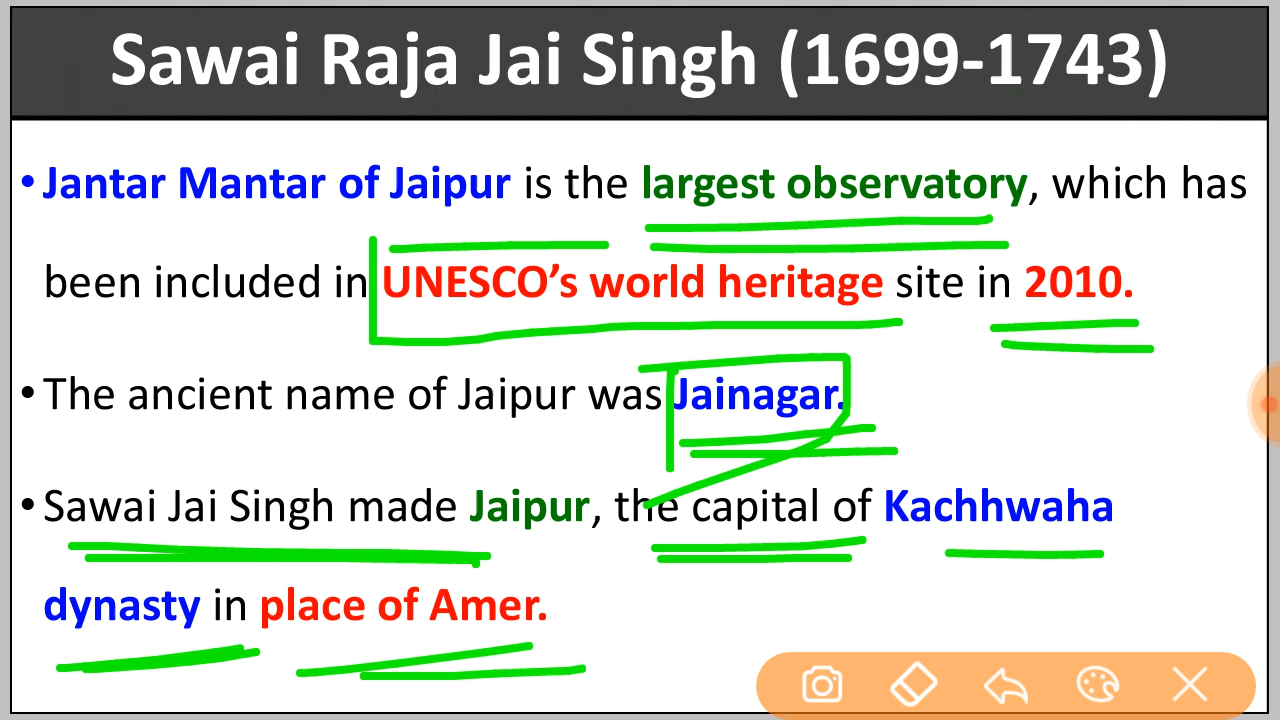 Sawai Raja Jai Singh (1699-1743)
• Jantar Mantar of Jaipur is the largest observatory, which has
been included in UNESCO’s world heritage site in 2010.
• The ancient name of Jaipur was Jainagar.
• Sawai Jai Singh made Jaipur, the capital of Kachhwaha
dynasty in place of Amer.